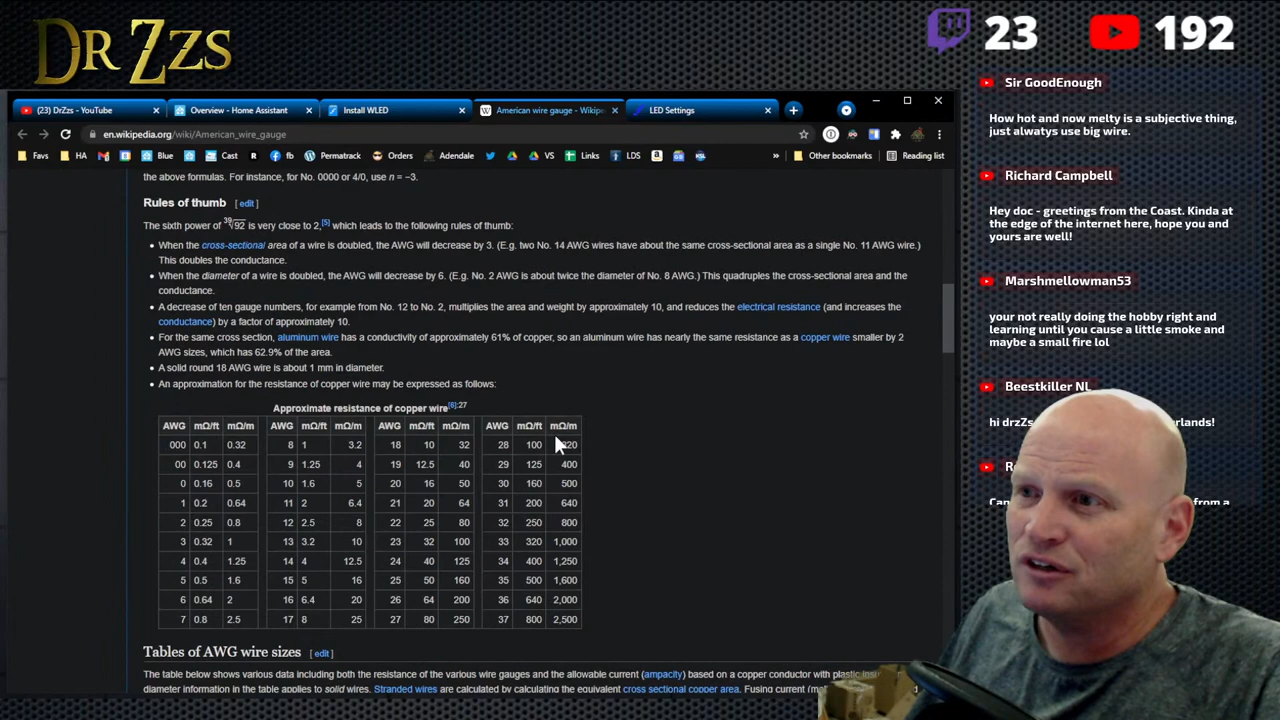 DR ZZS
23
192
(23) DrZzs - YouTube
Overview - Home Assistant
Install WLED
American wire gauge - Wikipe
LED Settings
en.wikipedia.org/wiki/American_wire_gauge
Favs
HA
Blue
Cast
fb
Permatrack
Orders
Adendale
VS
Links
LDS
»
Other bookmarks
Reading list
the above formulas. For instance, for No. 0000 or 4/0, use n = −3.
Rules of thumb [ edit ]
The sixth power of ³⁹√92 is very close to 2,[5] which leads to the following rules of thumb:
• When the cross-sectional area of a wire is doubled, the AWG will decrease by 3. (E.g. two No. 14 AWG wires have about the same cross-sectional area as a single No. 11 AWG wire.)
This doubles the conductance.
• When the diameter of a wire is doubled, the AWG will decrease by 6. (E.g. No. 2 AWG is about twice the diameter of No. 8 AWG.) This quadruples the cross-sectional area and the
conductance.
• A decrease of ten gauge numbers, for example from No. 12 to No. 2, multiplies the area and weight by approximately 10, and reduces the electrical resistance (and increases the
conductance) by a factor of approximately 10.
• For the same cross section, aluminum wire has a conductivity of approximately 61% of copper, so an aluminum wire has nearly the same resistance as a copper wire smaller by 2
AWG sizes, which has 62.9% of the area.
• A solid round 18 AWG wire is about 1 mm in diameter.
• An approximation for the resistance of copper wire may be expressed as follows:
Approximate resistance of copper wire[6]:27
AWG mΩ/ft mΩ/m AWG mΩ/ft mΩ/m AWG mΩ/ft mΩ/m AWG mΩ/ft mΩ/m
000 0.1 0.32 8 1 3.2 18 10 32 28 100
00 0.125 0.4 9 1.25 4 19 12.5 40 29 125 400
0 0.16 0.5 10 1.6 5 20 16 50 30 160 500
1 0.2 0.64 11 2 6.4 21 20 64 31 200 640
2 0.25 0.8 12 2.5 8 22 25 80 32 250 800
3 0.32 1 13 3.2 10 23 32 100 33 320 1,000
4 0.4 1.25 14 4 12.5 24 40 125 34 400 1,250
5 0.5 1.6 15 5 16 25 50 160 35 500 1,600
6 0.64 2 16 6.4 20 26 64 200 36 640 2,000
7 0.8 2.5 17 8 25 27 80 250 37 800 2,500
Tables of AWG wire sizes [ edit ]
The table below shows various data including both the resistance of the various wire gauges and the allowable current (ampacity) based on a copper conductor with plastic
diameter information in the table applies to solid wires. Stranded wires are calculated by calculating the equivalent cross sectional copper area. Fusing current
Sir GoodEnough
How hot and now melty is a subjective thing,
just alwatys use big wire.
Richard Campbell
Hey doc - greetings from the Coast. Kinda at
the edge of the internet here, hope you and
yours are well!
Marshmellowman53
your not really doing the hobby right and
learning until you cause a little smoke and
maybe a small fire lol
Beestkiller NL
hi drzZs